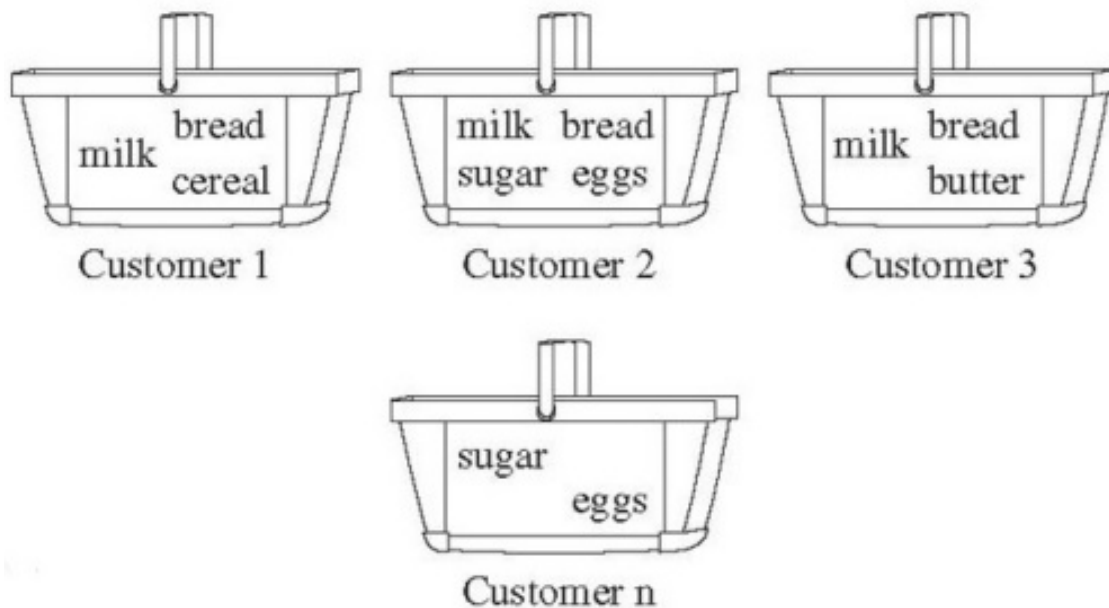 milk bread
cereal
Customer 1
milk bread
sugar eggs
Customer 2
milk bread
butter
Customer 3
sugar
eggs
Customer n